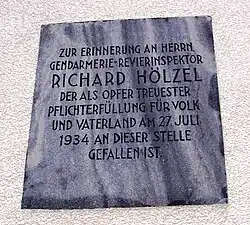 ZUR ERINNERUNG AN HERRN
GENDARMERIE-REVIERINSPEKTOR
RICHARD HÖLZEL
DER ALS OPFER TREUESTER
PFLICHTERFÜLLUNG FÜR VOLK
UND VATERLAND AM 27. JULI
1934 AN DIESER STELLE
GEFALLEN IST.